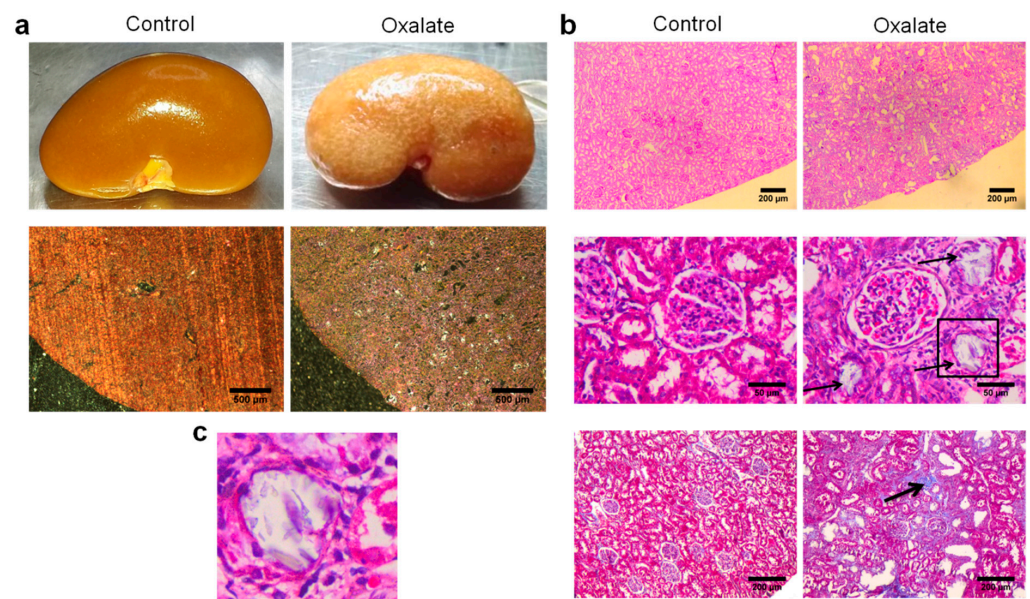 a
Control
Oxalate
500 µm
500 µm
c
b
Control
Oxalate
200 µm
200 µm
50 µm
50 µm
200 µm
200 µm